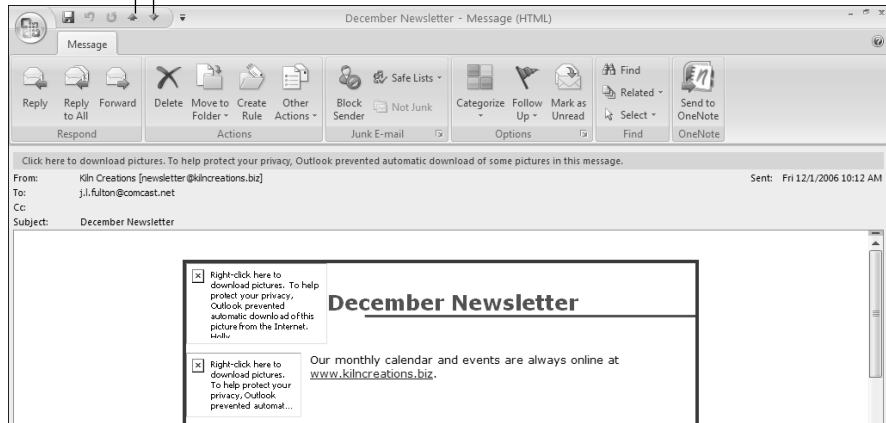 December Newsletter - Message (HTML)
Message
Reply
Reply to All
Forward
Respond
Delete
Move to Folder
Create Rule
Other Actions
Actions
Block Sender
Safe Lists
Not Junk
Junk E-mail
Categorize
Follow Up
Mark as Unread
Options
Find
Related
Select
Find
Send to OneNote
OneNote
Click here to download pictures. To help protect your privacy, Outlook prevented automatic download of some pictures in this message.
From: Kiln Creations [newsletter@kilncreations.biz]
Sent: Fri 12/1/2006 10:12 AM
To: j.l.fulton@comcast.net
Cc:
Subject: December Newsletter
Right-click here to
download pictures. To help
protect your privacy,
Outlook prevented
automatic download of this
picture from the Internet.
Holly
December Newsletter
Right-click here to
download pictures.
To help protect your
privacy, Outlook
prevented automat...
Our monthly calendar and events are always online at
www.kilncreations.biz.